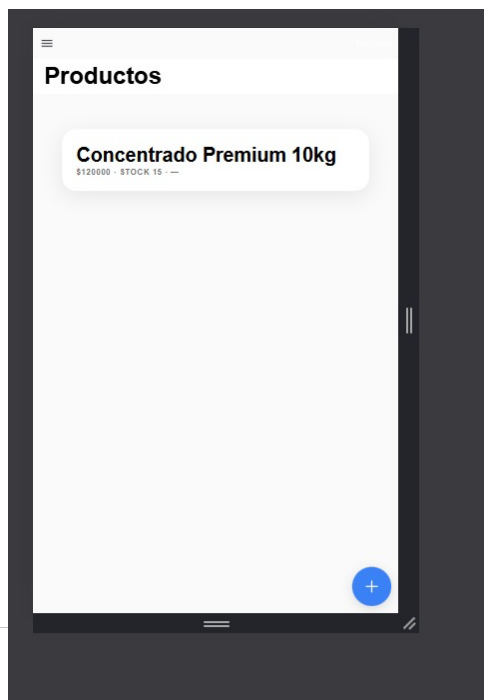 Productos
Concentrado Premium 10kg
$120000 · STOCK 15 · —